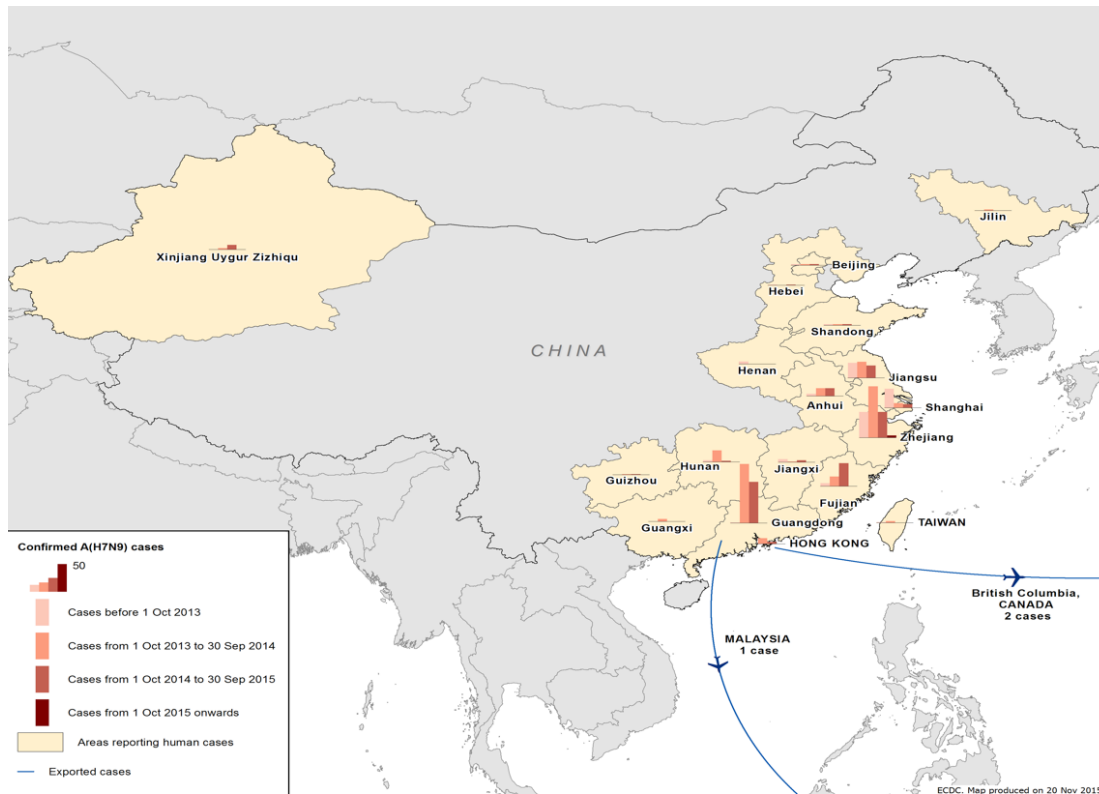 Jilin
Xinjiang Uygur Zizhiqu
Beijing
Hebei
Shandong
CHINA
Henan
Jiangsu
Anhui
Shanghai
Zhejiang
Hunan
Jiangxi
Guizhou
Fujian
Guangxi
Guangdong
TAIWAN
HONG KONG
Confirmed A(H7N9) cases
50
Cases before 1 Oct 2013
Cases from 1 Oct 2013 to 30 Sep 2014
Cases from 1 Oct 2014 to 30 Sep 2015
Cases from 1 Oct 2015 onwards
Areas reporting human cases
Exported cases
British Columbia,
CANADA
2 cases
MALAYSIA
1 case
ECDC. Map produced on 20 Nov 2015